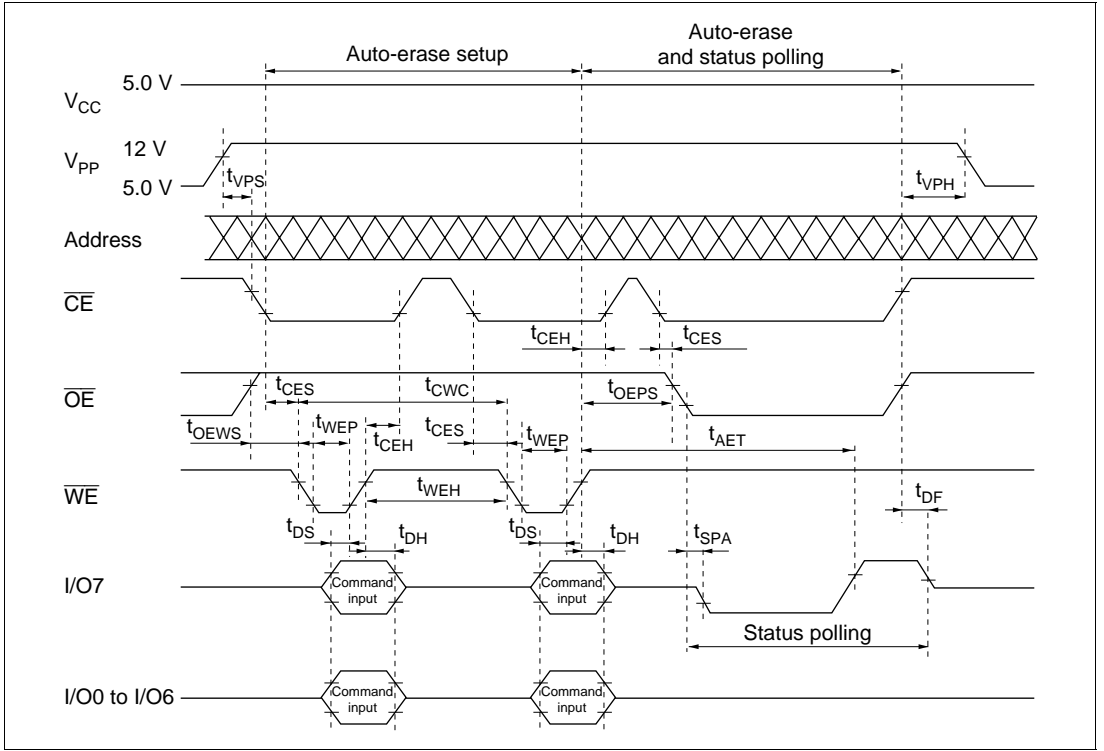 Auto-erase setup
Auto-erase
and status polling
VCC 5.0 V
VPP 12 V
5.0 V
tVPS
tVPH
Address
CE
tCEH
tCES
OE
tCES
tCWC
tOEPS
tOEWS
tWEP
tCEH
tCES
tWEP
tAET
WE
tWEH
tDF
tDS
tDH
tDS
tDH
tSPA
I/O7
Command
input
Command
input
Status polling
I/O0 to I/O6
Command
input
Command
input